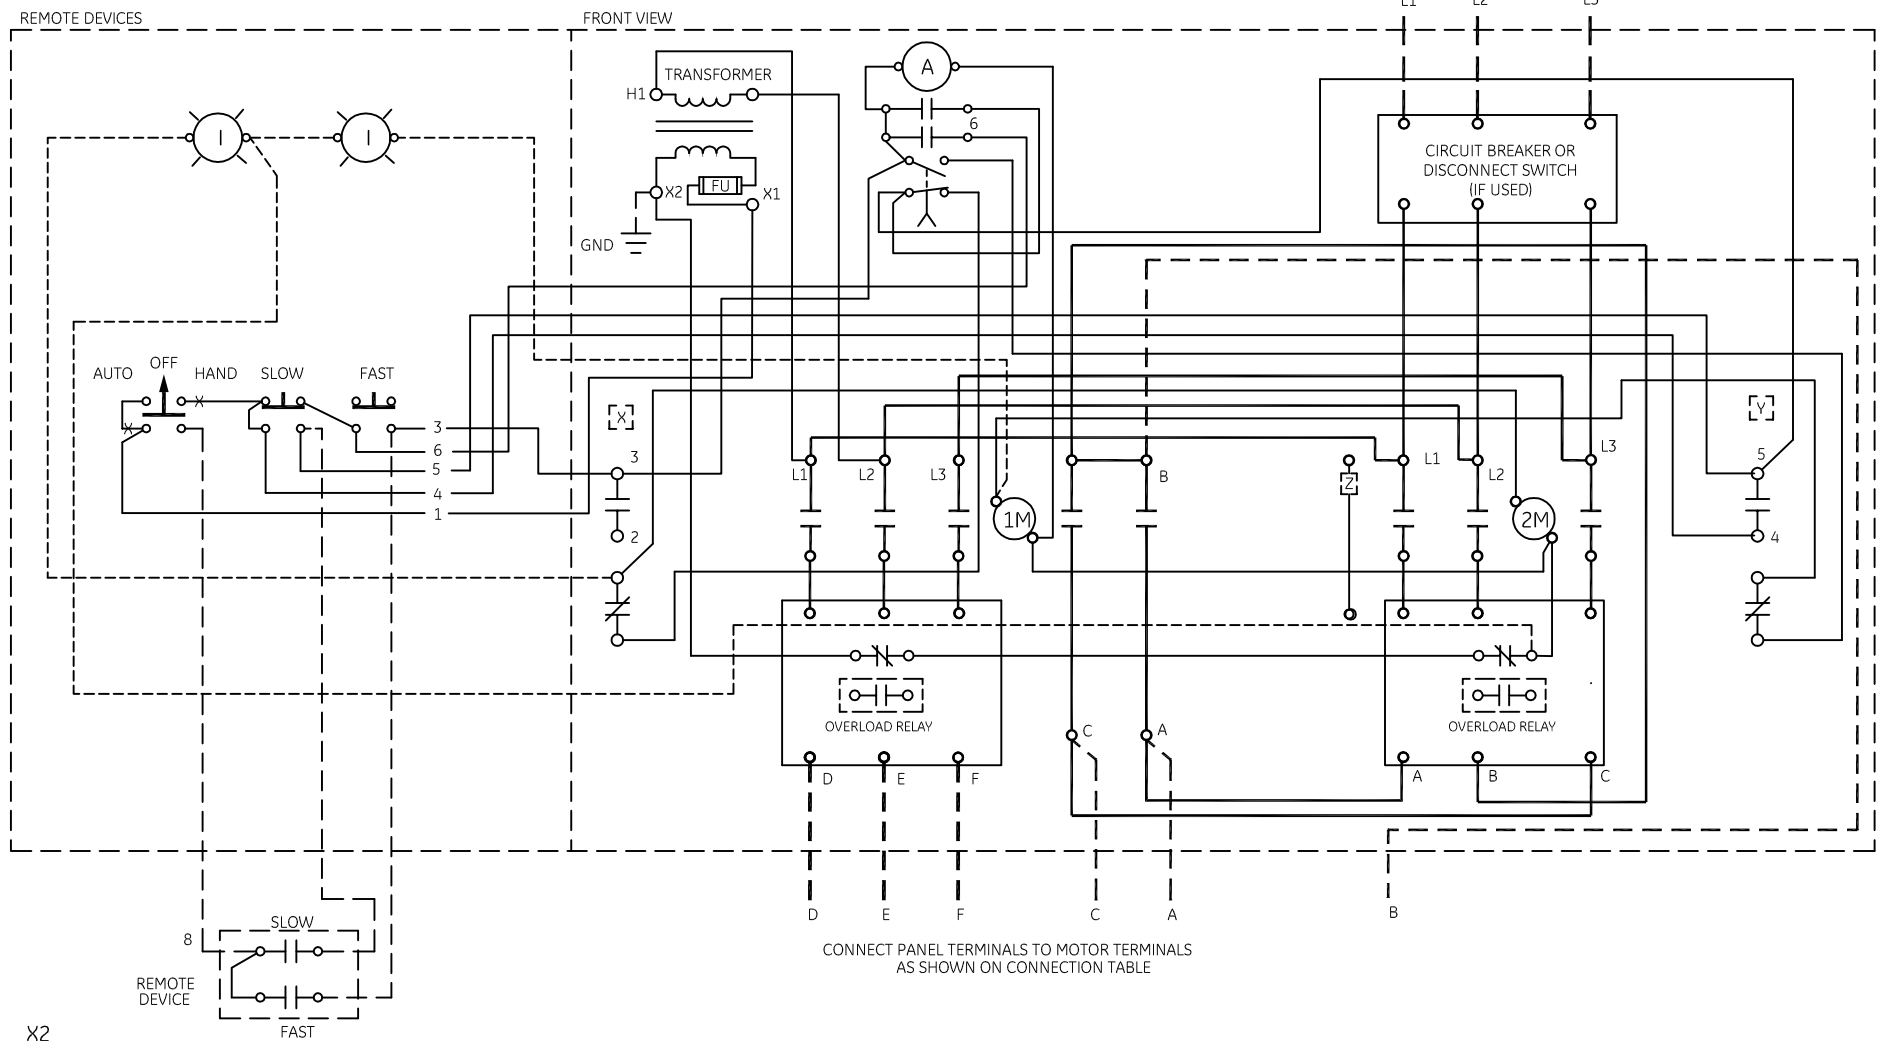 L1 L2 L3
REMOTE DEVICES
FRONT VIEW
A
TRANSFORMER
H1
6
I I
CIRCUIT BREAKER OR
DISCONNECT SWITCH
(IF USED)
X2 FU X1
GND
OFF
AUTO HAND SLOW FAST
X
X
X
Y
3
6
5
4
1
3
L1 L2 L3
B
Z
L1 L2 L3
5
1M
2M
2
4
OVERLOAD RELAY
OVERLOAD RELAY
C A
D E F
A B C
D E F C A B
SLOW
8
REMOTE
DEVICE
FAST
CONNECT PANEL TERMINALS TO MOTOR TERMINALS
AS SHOWN ON CONNECTION TABLE
X2